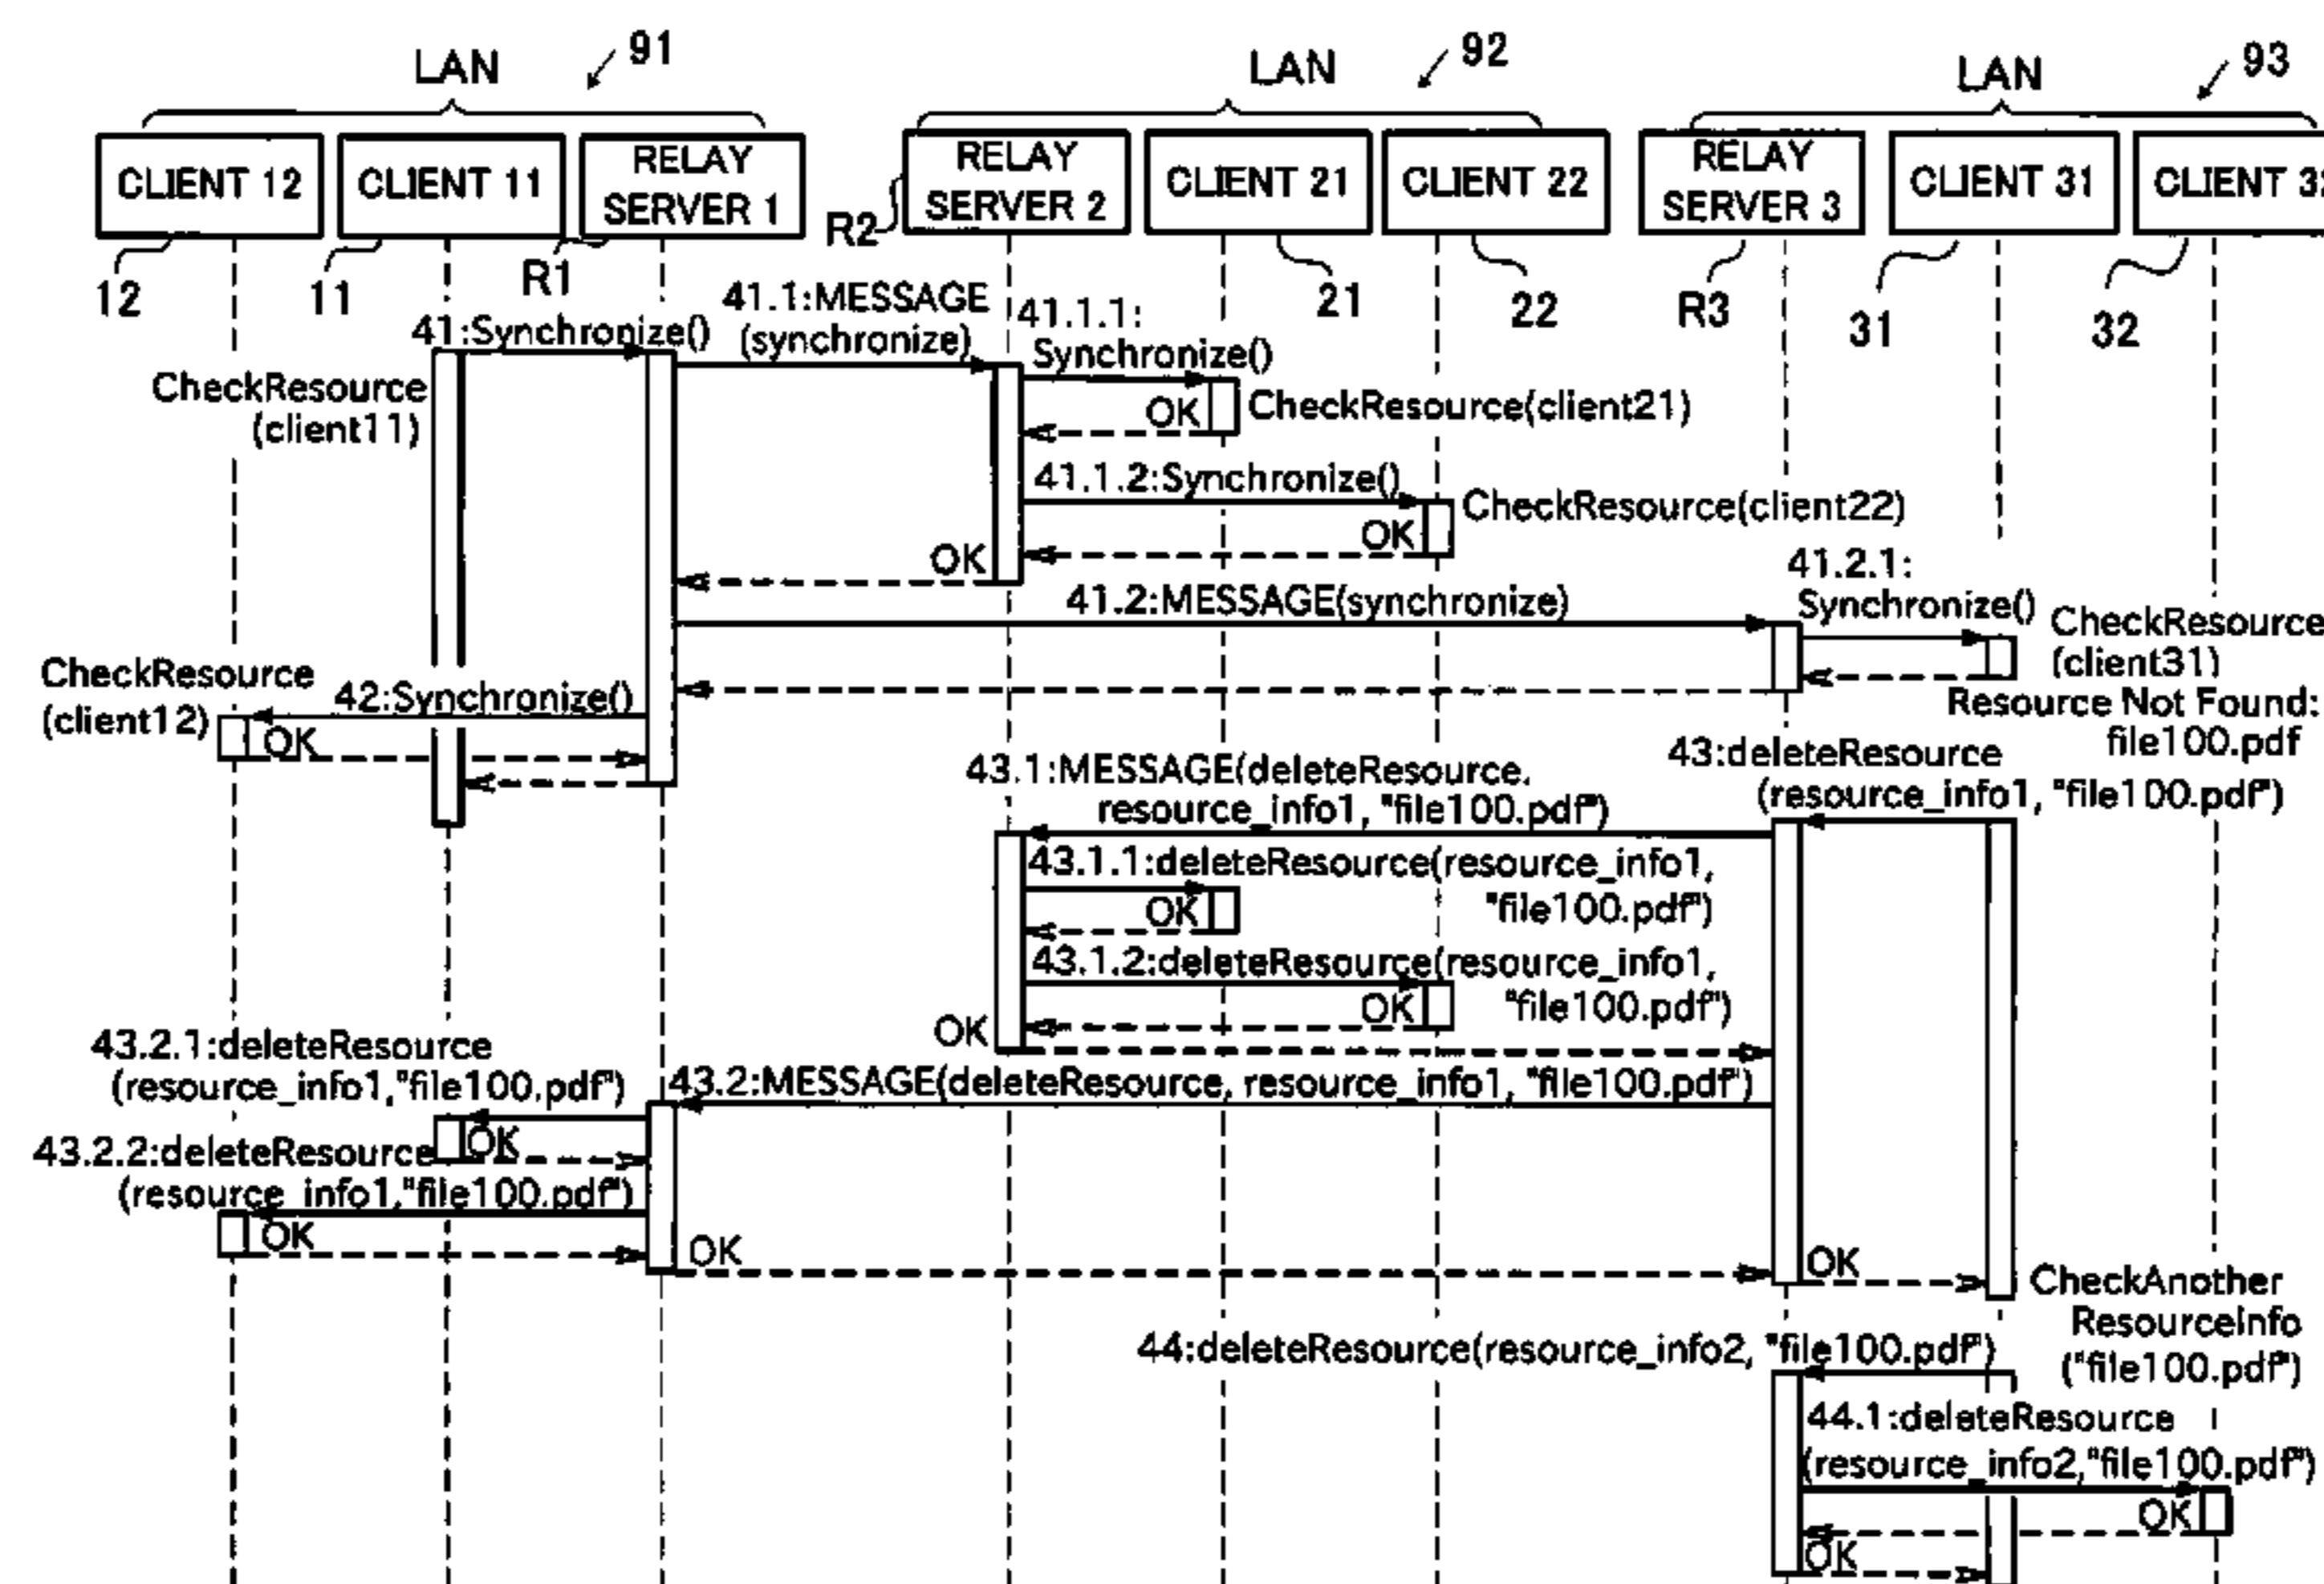 LAN
91
LAN
92
LAN
93
CLIENT 12
CLIENT 11
RELAY
SERVER 1
RELAY
SERVER 2
CLIENT 21
CLIENT 22
RELAY
SERVER 3
CLIENT 31
CLIENT 32
12
11
R1
R2
21
22
R3
31
32
41:Synchronize()
41.1:MESSAGE
(synchronize)
41.1.1:
Synchronize()
CheckResource
(client11)
OK
CheckResource(client21)
41.1.2:Synchronize()
CheckResource(client22)
OK
OK
41.2:MESSAGE(synchronize)
41.2.1:
Synchronize()
CheckResource
(client31)
Resource Not Found:
file100.pdf
CheckResource
(client12)
42:Synchronize()
OK
43:deleteResource
(resource_info1, "file100.pdf")
43.1:MESSAGE(deleteResource,
resource_info1, "file100.pdf")
43.1.1:deleteResource(resource_info1,
"file100.pdf")
OK
43.1.2:deleteResource(resource_info1,
"file100.pdf")
OK
OK
43.2:MESSAGE(deleteResource, resource_info1, "file100.pdf")
43.2.1:deleteResource
(resource_info1,"file100.pdf")
OK
43.2.2:deleteResource
(resource_info1,"file100.pdf")
OK
OK
OK
CheckAnother
ResourceInfo
("file100.pdf")
44:deleteResource(resource_info2, "file100.pdf")
44.1:deleteResource
(resource_info2,"file100.pdf")
OK
OK